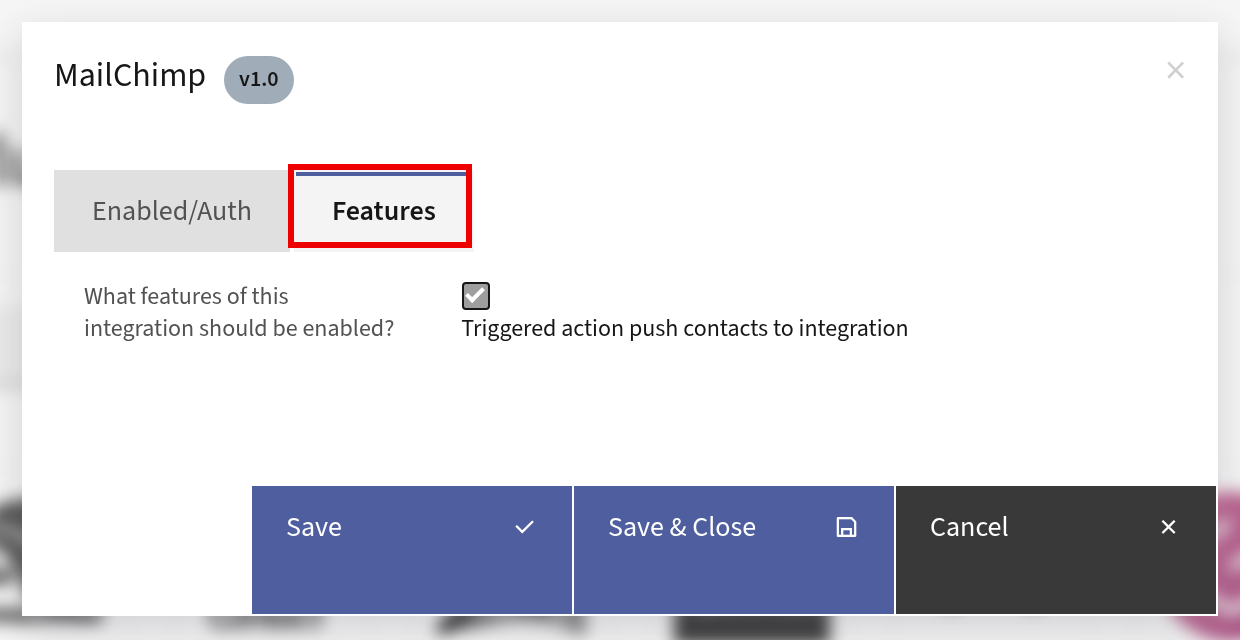 MailChimp v1.0
Enabled/Auth Features
What features of this
integration should be enabled?
Triggered action push contacts to integration
Save Save & Close Cancel